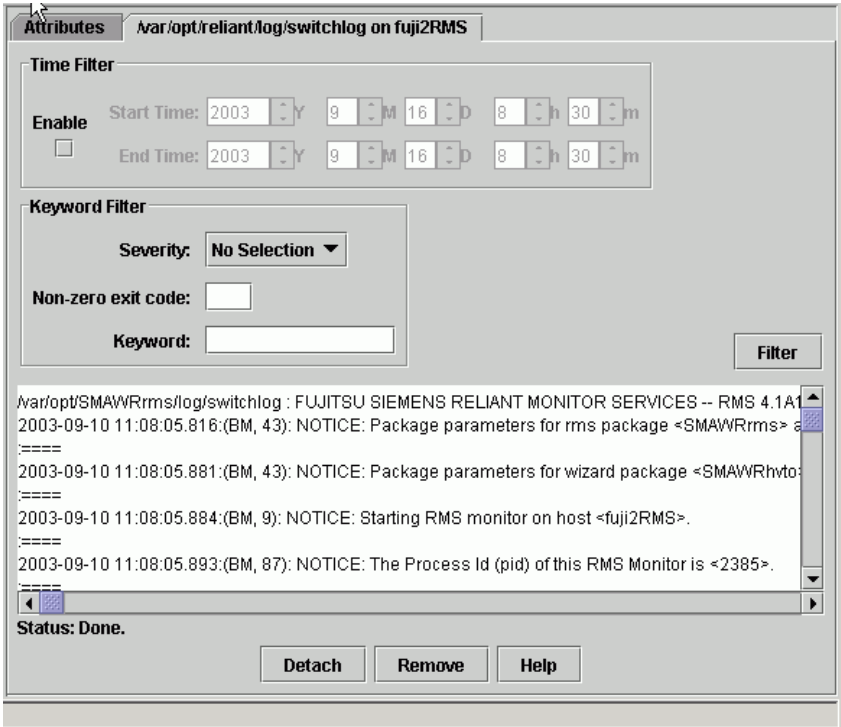 Attributes /var/opt/reliant/log/switchlog on fuji2RMS
Time Filter
Enable
Start Time: 2003 Y 9 M 16 D 8 h 30 m
End Time: 2003 Y 9 M 16 D 8 h 30 m
Keyword Filter
Severity: No Selection
Non-zero exit code:
Keyword:
Filter
/var/opt/SMAWRrms/log/switchlog : FUJITSU SIEMENS RELIANT MONITOR SERVICES -- RMS 4.1A1
2003-09-10 11:08:05.816:(BM, 43): NOTICE: Package parameters for rms package <SMAWRrms> a
:====
2003-09-10 11:08:05.881:(BM, 43): NOTICE: Package parameters for wizard package <SMAWRhvto>
:====
2003-09-10 11:08:05.884:(BM, 9): NOTICE: Starting RMS monitor on host <fuji2RMS>.
:====
2003-09-10 11:08:05.893:(BM, 87): NOTICE: The Process Id (pid) of this RMS Monitor is <2385>.
:====
Status: Done.
Detach Remove Help